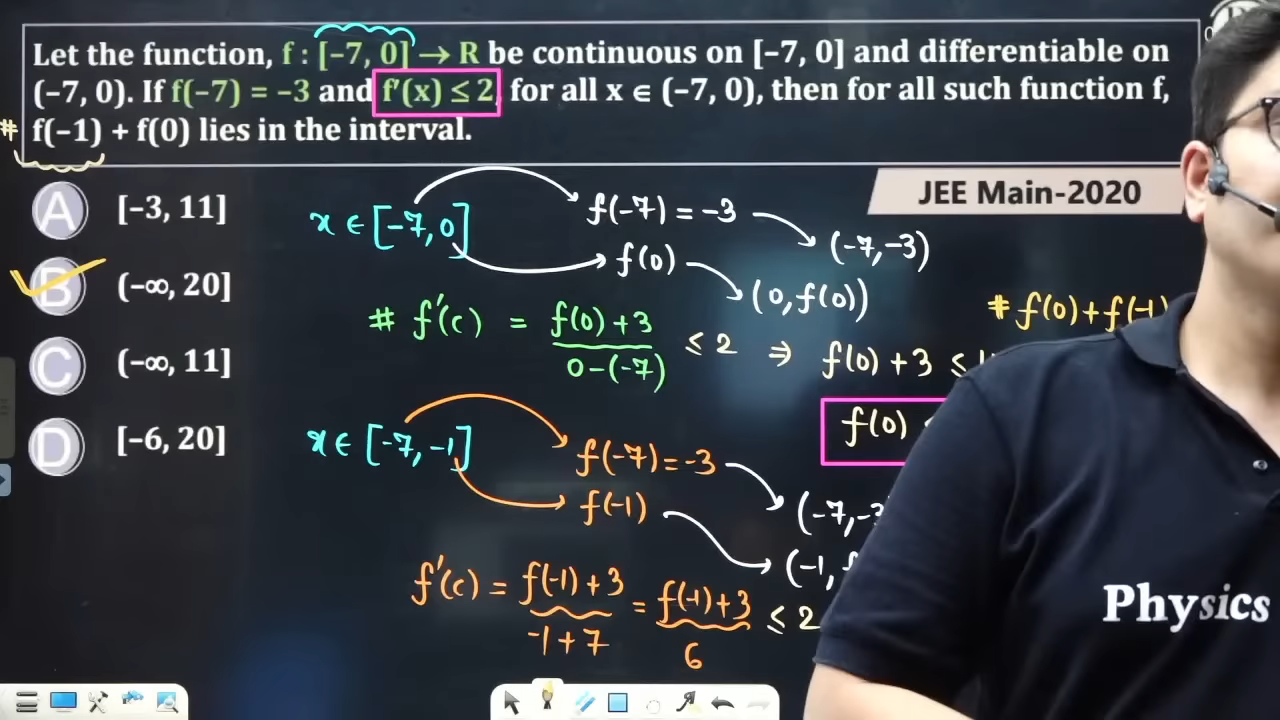 Let the function, f : [−7, 0] → R be continuous on [−7, 0] and differentiable on
(−7, 0). If f(−7) = −3 and f′(x) ≤ 2, for all x ∈ (−7, 0), then for all such function f,
# f(−1) + f(0) lies in the interval.
JEE Main-2020
A [−3, 11]
B (−∞, 20]
C (−∞, 11]
D [−6, 20]
x ∈ [-7, 0]
f(-7) = -3
(-7, -3)
f(0)
(0, f(0))
# f(0) + f(-1)
# f'(c) = f(0) + 3 / 0 - (-7) ≤ 2 ⇒ f(0) + 3 ≤
f(0)
x ∈ [-7, -1]
f(-7) = -3
f(-1)
(-7, -3
(-1,
f'(c) = f(-1) + 3 / -1 + 7 = f(-1) + 3 / 6 ≤ 2
Physics